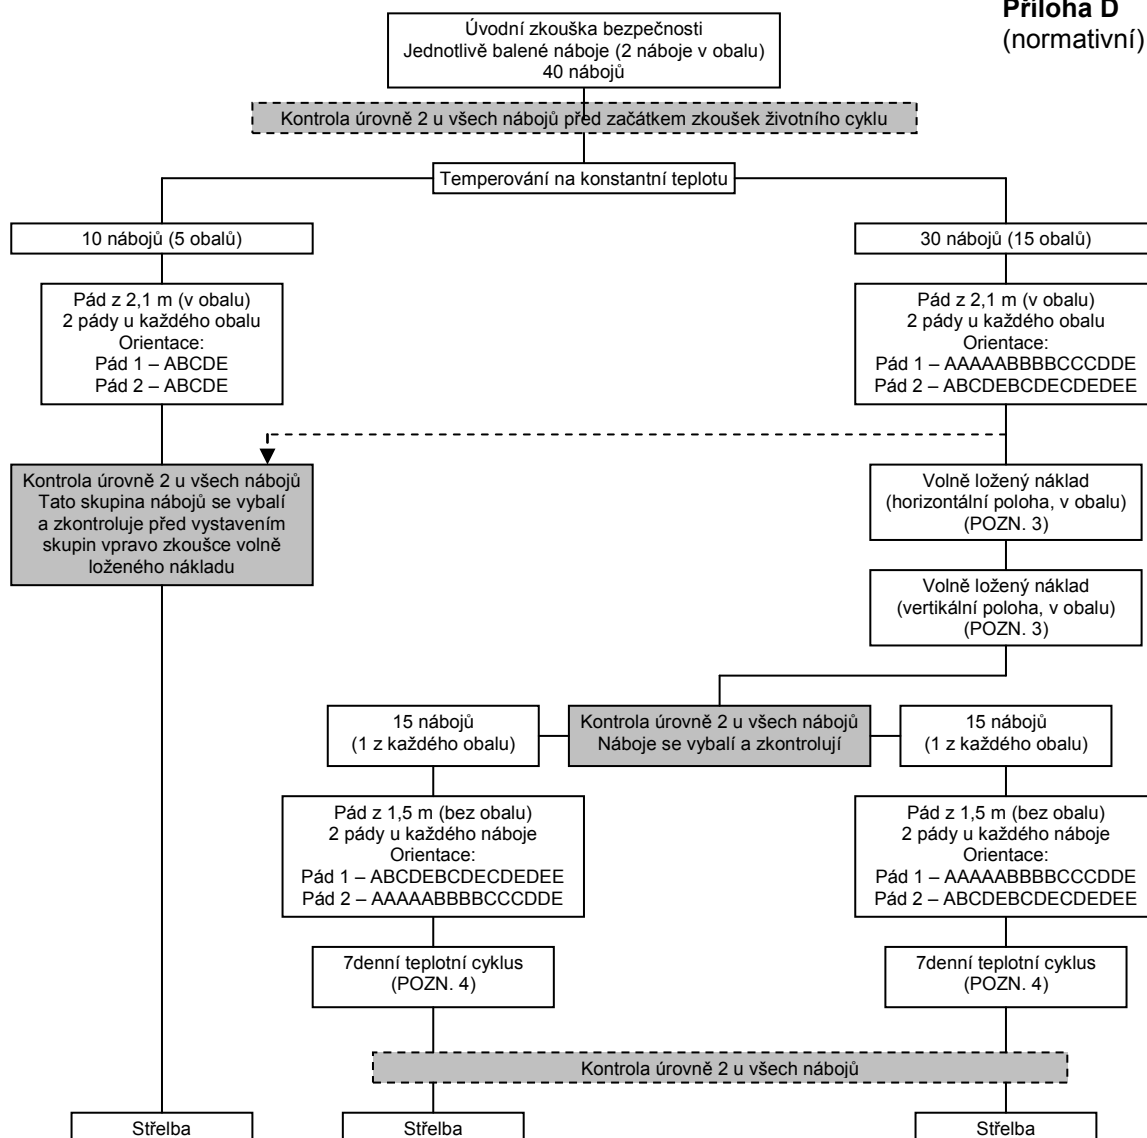 Příloha D
(normativní)
Úvodní zkouška bezpečnosti
Jednotlivě balené náboje (2 náboje v obalu)
40 nábojů
Kontrola úrovně 2 u všech nábojů před začátkem zkoušek životního cyklu
Temperování na konstantní teplotu
10 nábojů (5 obalů)
30 nábojů (15 obalů)
Pád z 2,1 m (v obalu)
2 pády u každého obalu
Orientace:
Pád 1 – ABCDE
Pád 2 – ABCDE
Pád z 2,1 m (v obalu)
2 pády u každého obalu
Orientace:
Pád 1 – AAAAABBBBCCCDDE
Pád 2 – ABCDEBCDECDEDEE
Kontrola úrovně 2 u všech nábojů
Tato skupina nábojů se vybalí
a zkontroluje před vystavením
skupin vpravo zkoušce volně
loženého nákladu
Volně ložený náklad
(horizontální poloha, v obalu)
(POZN. 3)
Volně ložený náklad
(vertikální poloha, v obalu)
(POZN. 3)
15 nábojů
(1 z každého obalu)
Kontrola úrovně 2 u všech nábojů
Náboje se vybalí a zkontrolují
15 nábojů
(1 z každého obalu)
Pád z 1,5 m (bez obalu)
2 pády u každého náboje
Orientace:
Pád 1 – ABCDEBCDECDEDEE
Pád 2 – AAAAABBBBCCCDDE
Pád z 1,5 m (bez obalu)
2 pády u každého náboje
Orientace:
Pád 1 – AAAAABBBBCCCDDE
Pád 2 – ABCDEBCDECDEDEE
7denní teplotní cyklus
(POZN. 4)
7denní teplotní cyklus
(POZN. 4)
Kontrola úrovně 2 u všech nábojů
Střelba
Střelba
Střelba